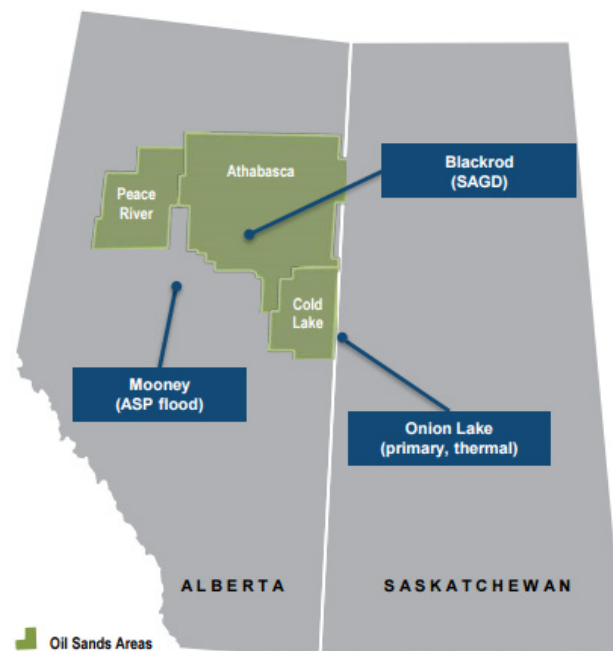 Athabasca
Blackrod
(SAGD)
Peace
River
Cold
Lake
Mooney
(ASP flood)
Onion Lake
(primary, thermal)
ALBERTA
SASKATCHEWAN
Oil Sands Areas